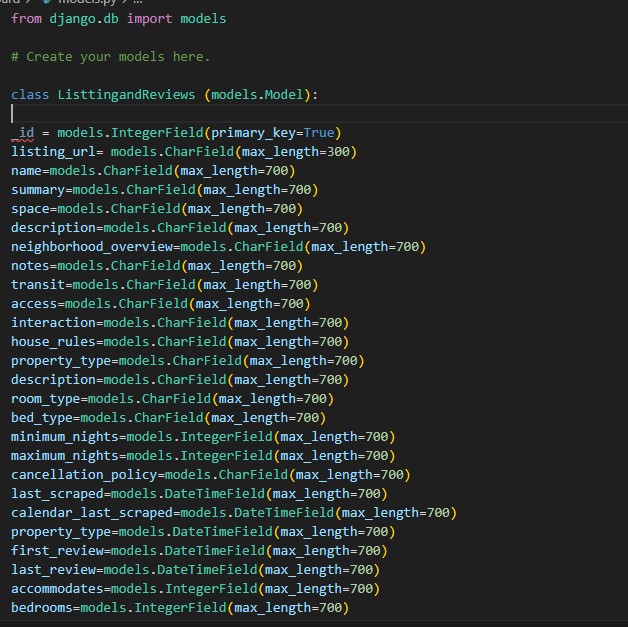 models.py > ...
from django.db import models
# Create your models here.
class ListtingandReviews (models.Model):
_id = models.IntegerField(primary_key=True)
listing_url= models.CharField(max_length=300)
name=models.CharField(max_length=700)
summary=models.CharField(max_length=700)
space=models.CharField(max_length=700)
description=models.CharField(max_length=700)
neighborhood_overview=models.CharField(max_length=700)
notes=models.CharField(max_length=700)
transit=models.CharField(max_length=700)
access=models.CharField(max_length=700)
interaction=models.CharField(max_length=700)
house_rules=models.CharField(max_length=700)
property_type=models.CharField(max_length=700)
description=models.CharField(max_length=700)
room_type=models.CharField(max_length=700)
bed_type=models.CharField(max_length=700)
minimum_nights=models.IntegerField(max_length=700)
maximum_nights=models.IntegerField(max_length=700)
cancellation_policy=models.CharField(max_length=700)
last_scraped=models.DateTimeField(max_length=700)
calendar_last_scraped=models.DateTimeField(max_length=700)
property_type=models.DateTimeField(max_length=700)
first_review=models.DateTimeField(max_length=700)
last_review=models.DateTimeField(max_length=700)
accommodates=models.IntegerField(max_length=700)
bedrooms=models.IntegerField(max_length=700)